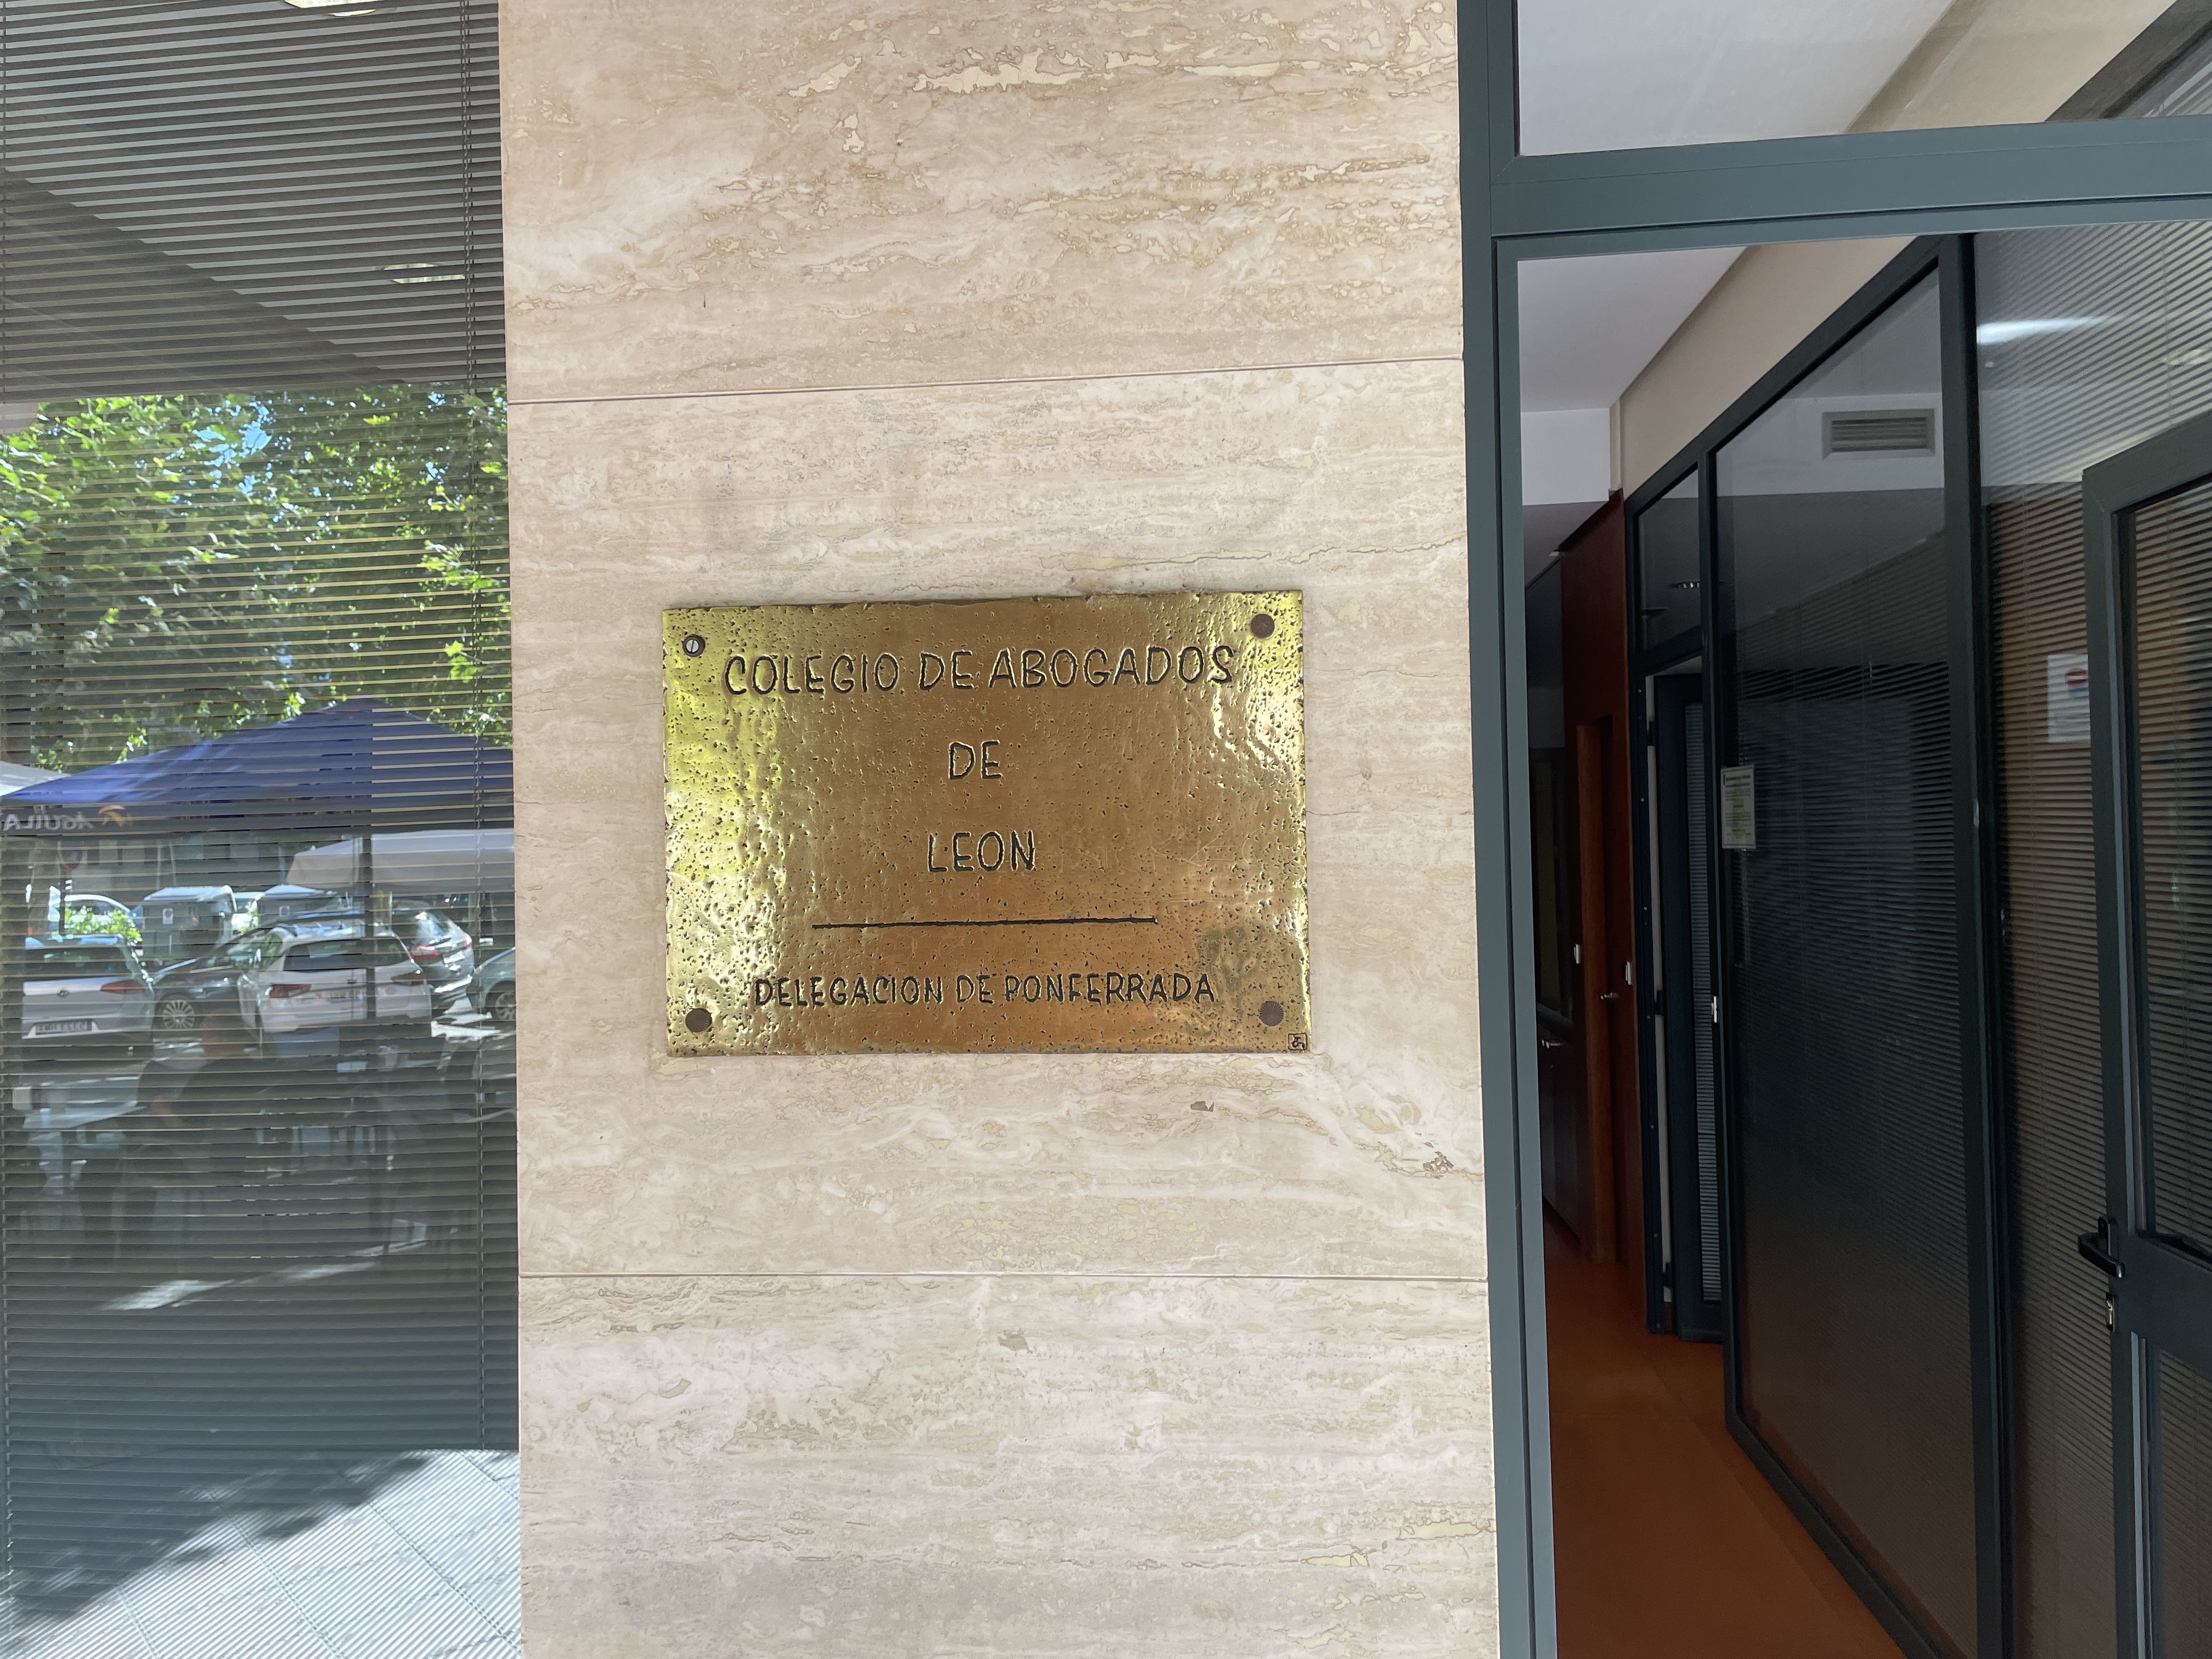 COLEGIO DE ABOGADOS
DE
LEON
DELEGACION DE PONFERRADA